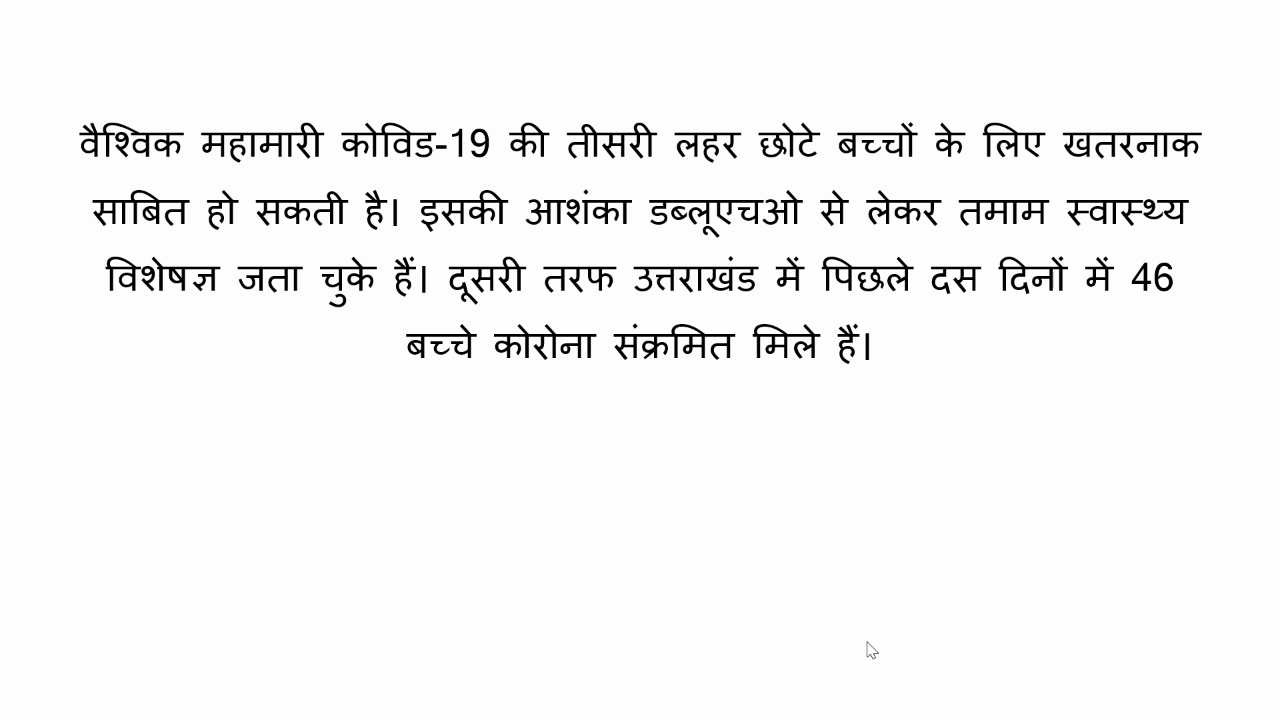 वैश्विक महामारी कोविड-19 की तीसरी लहर छोटे बच्चों के लिए खतरनाक
साबित हो सकती है। इसकी आशंका डब्लूएचओ से लेकर तमाम स्वास्थ्य
विशेषज्ञ जता चुके हैं। दूसरी तरफ उत्तराखंड में पिछले दस दिनों में 46
बच्चे कोरोना संक्रमित मिले हैं।